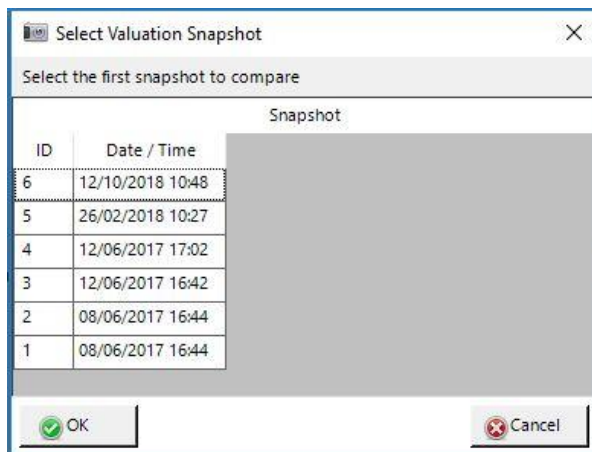 Select Valuation Snapshot
Select the first snapshot to compare
Snapshot
ID Date / Time
6 12/10/2018 10:48
5 26/02/2018 10:27
4 12/06/2017 17:02
3 12/06/2017 16:42
2 08/06/2017 16:44
1 08/06/2017 16:44
OK Cancel